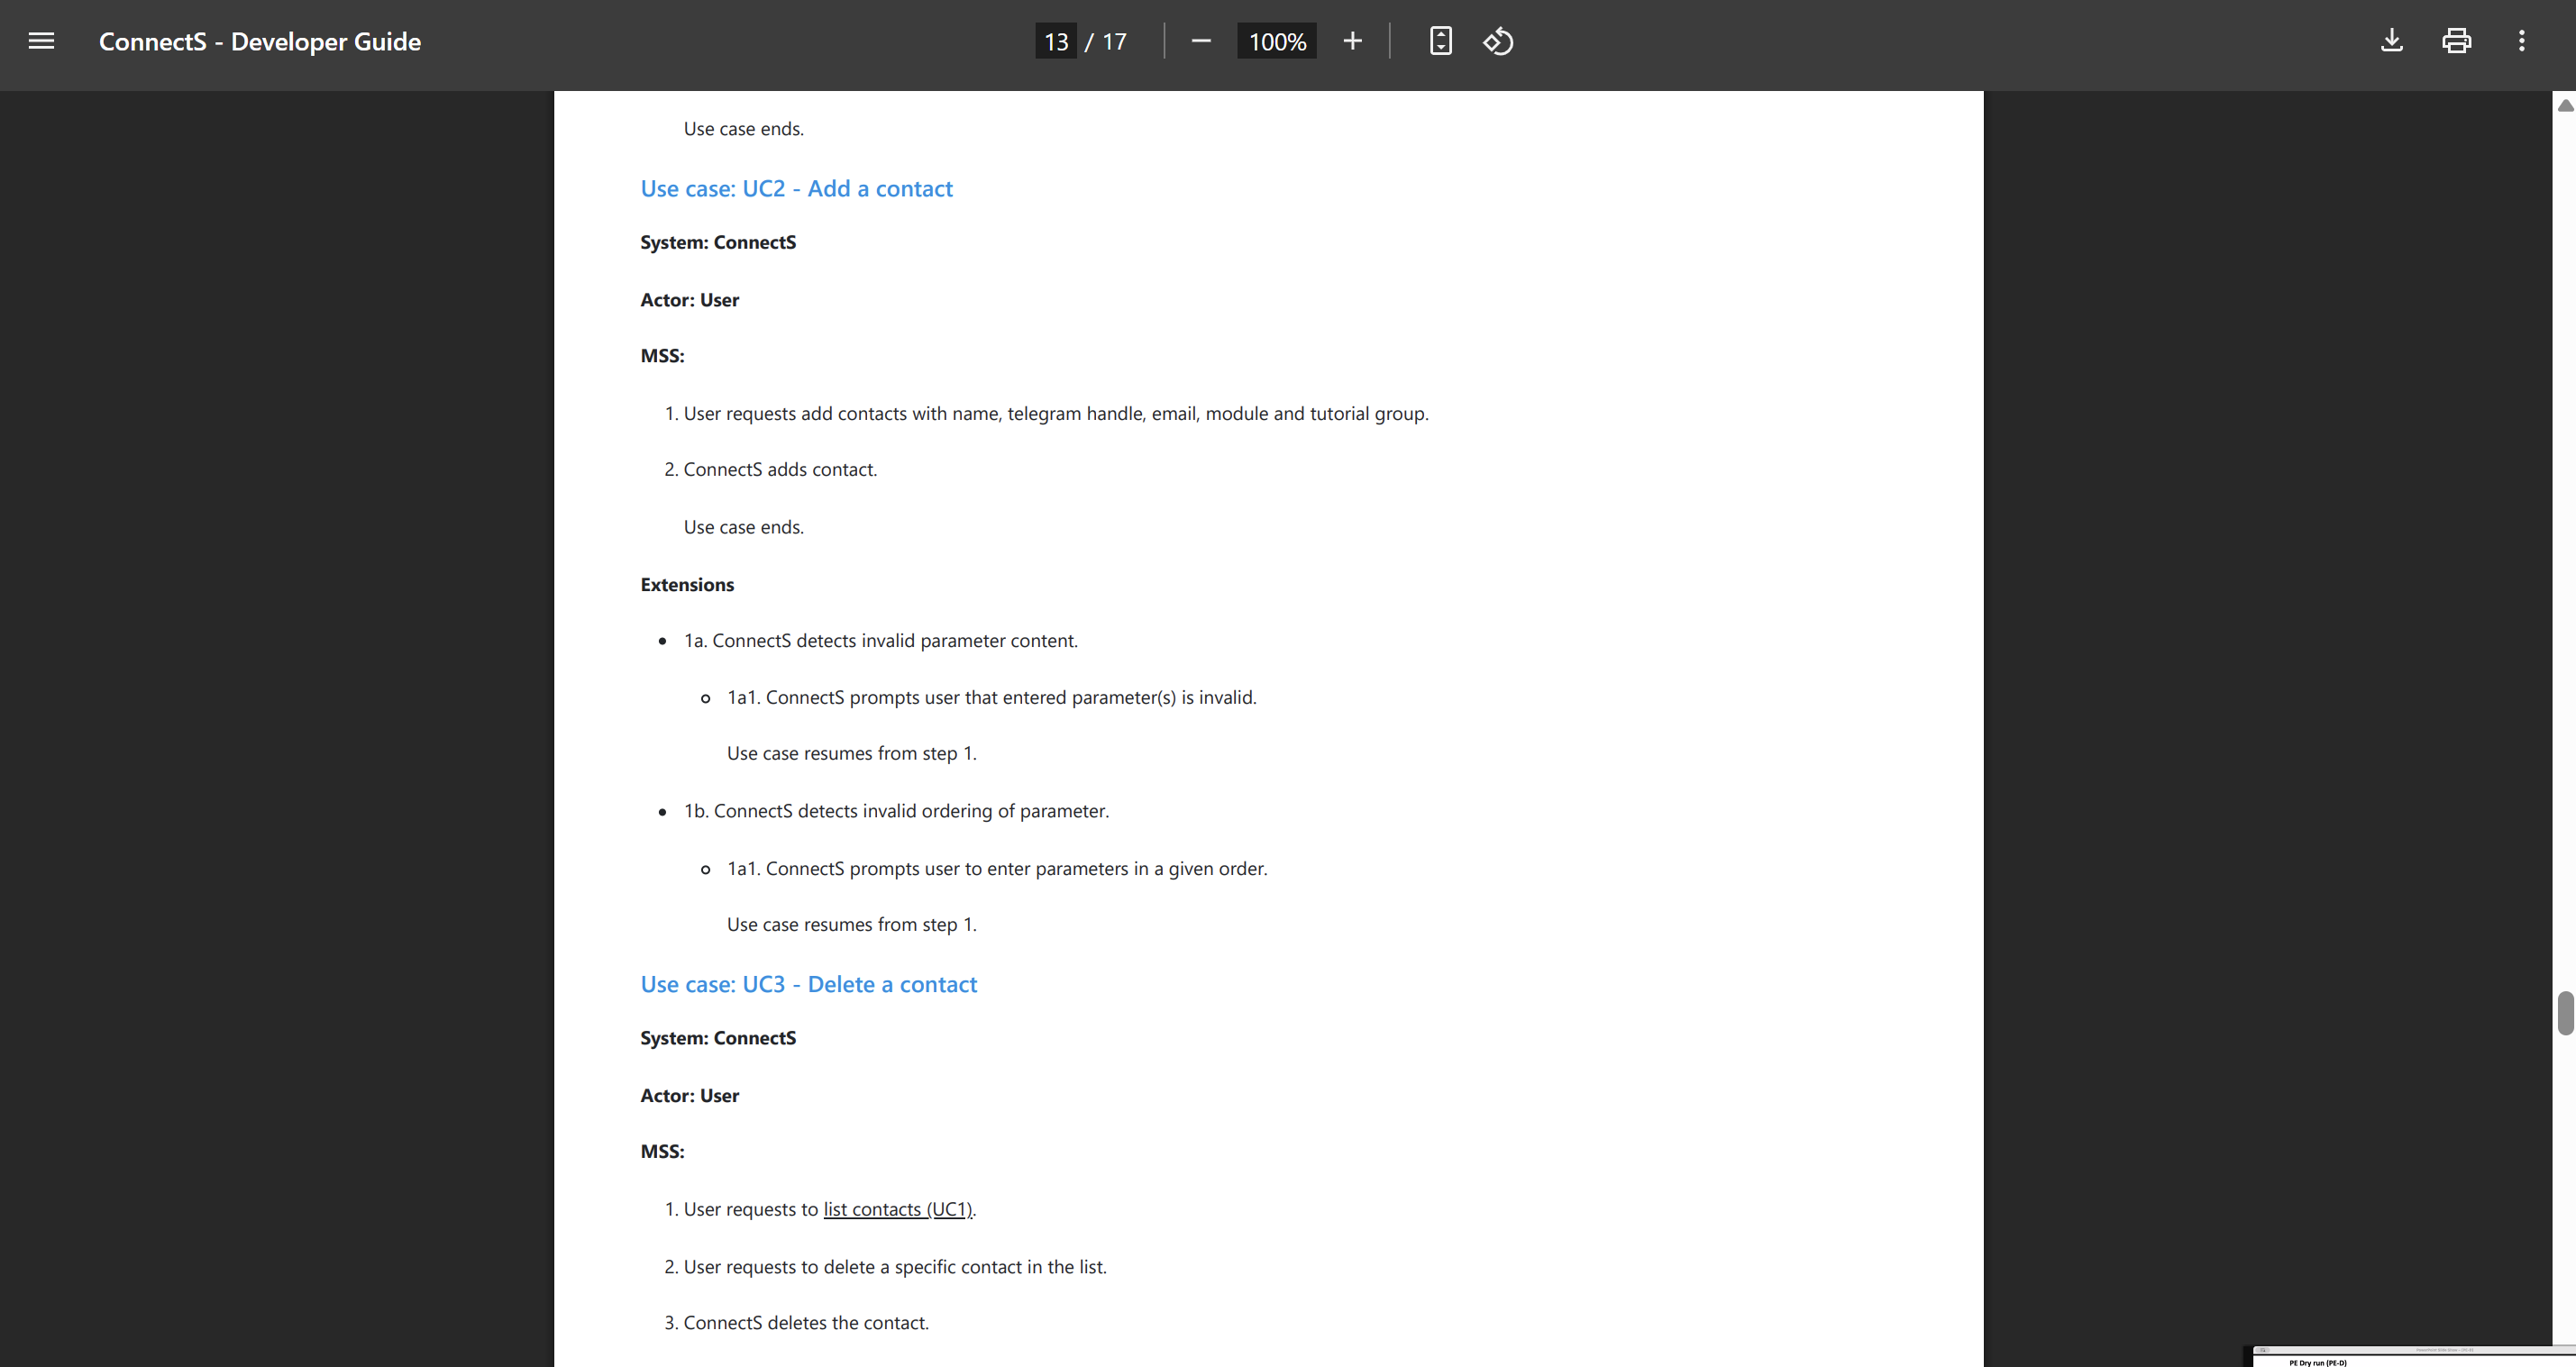 ConnectS - Developer Guide
13 / 17
100%
Use case ends.
Use case: UC2 - Add a contact
System: ConnectS
Actor: User
MSS:
1. User requests add contacts with name, telegram handle, email, module and tutorial group.
2. ConnectS adds contact.
Use case ends.
Extensions
1a. ConnectS detects invalid parameter content.
1a1. ConnectS prompts user that entered parameter(s) is invalid.
Use case resumes from step 1.
1b. ConnectS detects invalid ordering of parameter.
1a1. ConnectS prompts user to enter parameters in a given order.
Use case resumes from step 1.
Use case: UC3 - Delete a contact
System: ConnectS
Actor: User
MSS:
1. User requests to list contacts (UC1).
2. User requests to delete a specific contact in the list.
3. ConnectS deletes the contact.
PE Dry run (PE-D)